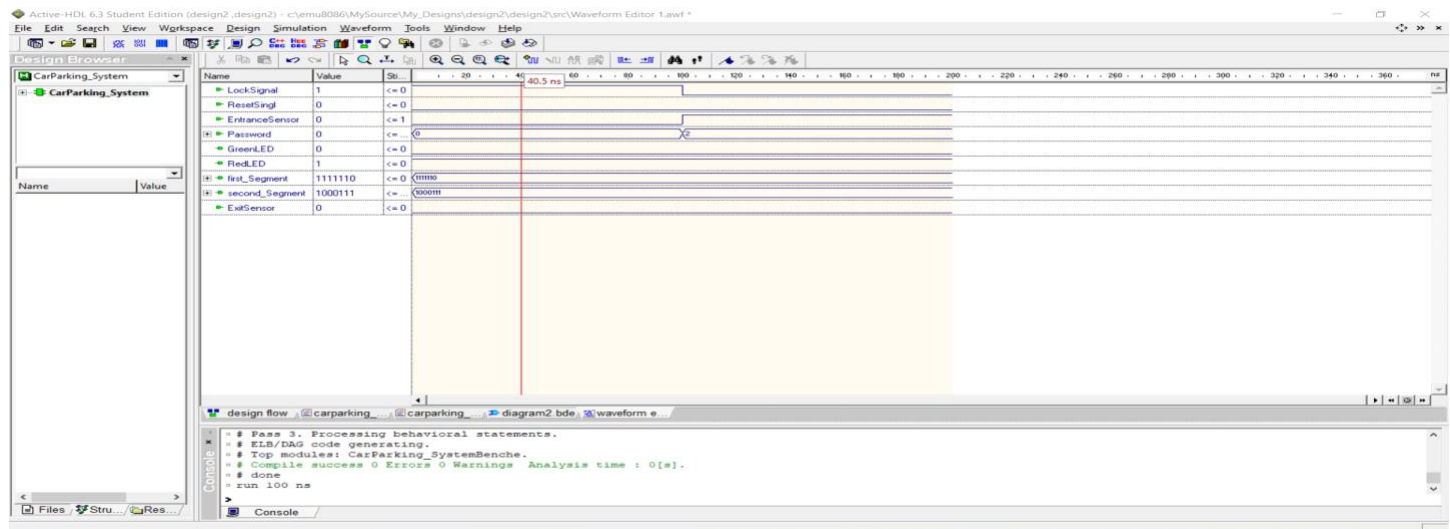 Active-HDL 6.3 Student Edition (design2 ,design2) - c:\emu8086\MySource\My_Designs\design2\design2\src\Waveform Editor 1.awf *
File Edit Search View Workspace Design Simulation Waveform Tools Window Help
Design Browser
CarParking_System
CarParking_System
Name Value
Name Value Sti... 20 40 60 80 100 120 140 160 180 200 220 240 260 280 300 320 340 360 ns
40.5 ns
LockSignal 1 <= 0
ResetSingl 0 <= 0
EntranceSensor 0 <= 1
Password 0 <= ... 0 2
GreenLED 0 <= 0
RedLED 1 <= 0
first_Segment 1111110 <= 0 1111110
second_Segment 1000111 <= ... 1000111
ExitSensor 0 <= 0
design flow carparking_... carparking_... diagram2.bde waveform e...
# Pass 3. Processing behavioral statements.
# ELB/DAG code generating.
# Top modules: CarParking_SystemBenche.
# Compile success 0 Errors 0 Warnings Analysis time : 0[s].
# done
run 100 ns
>
Console
Console
Files Stru... Res...